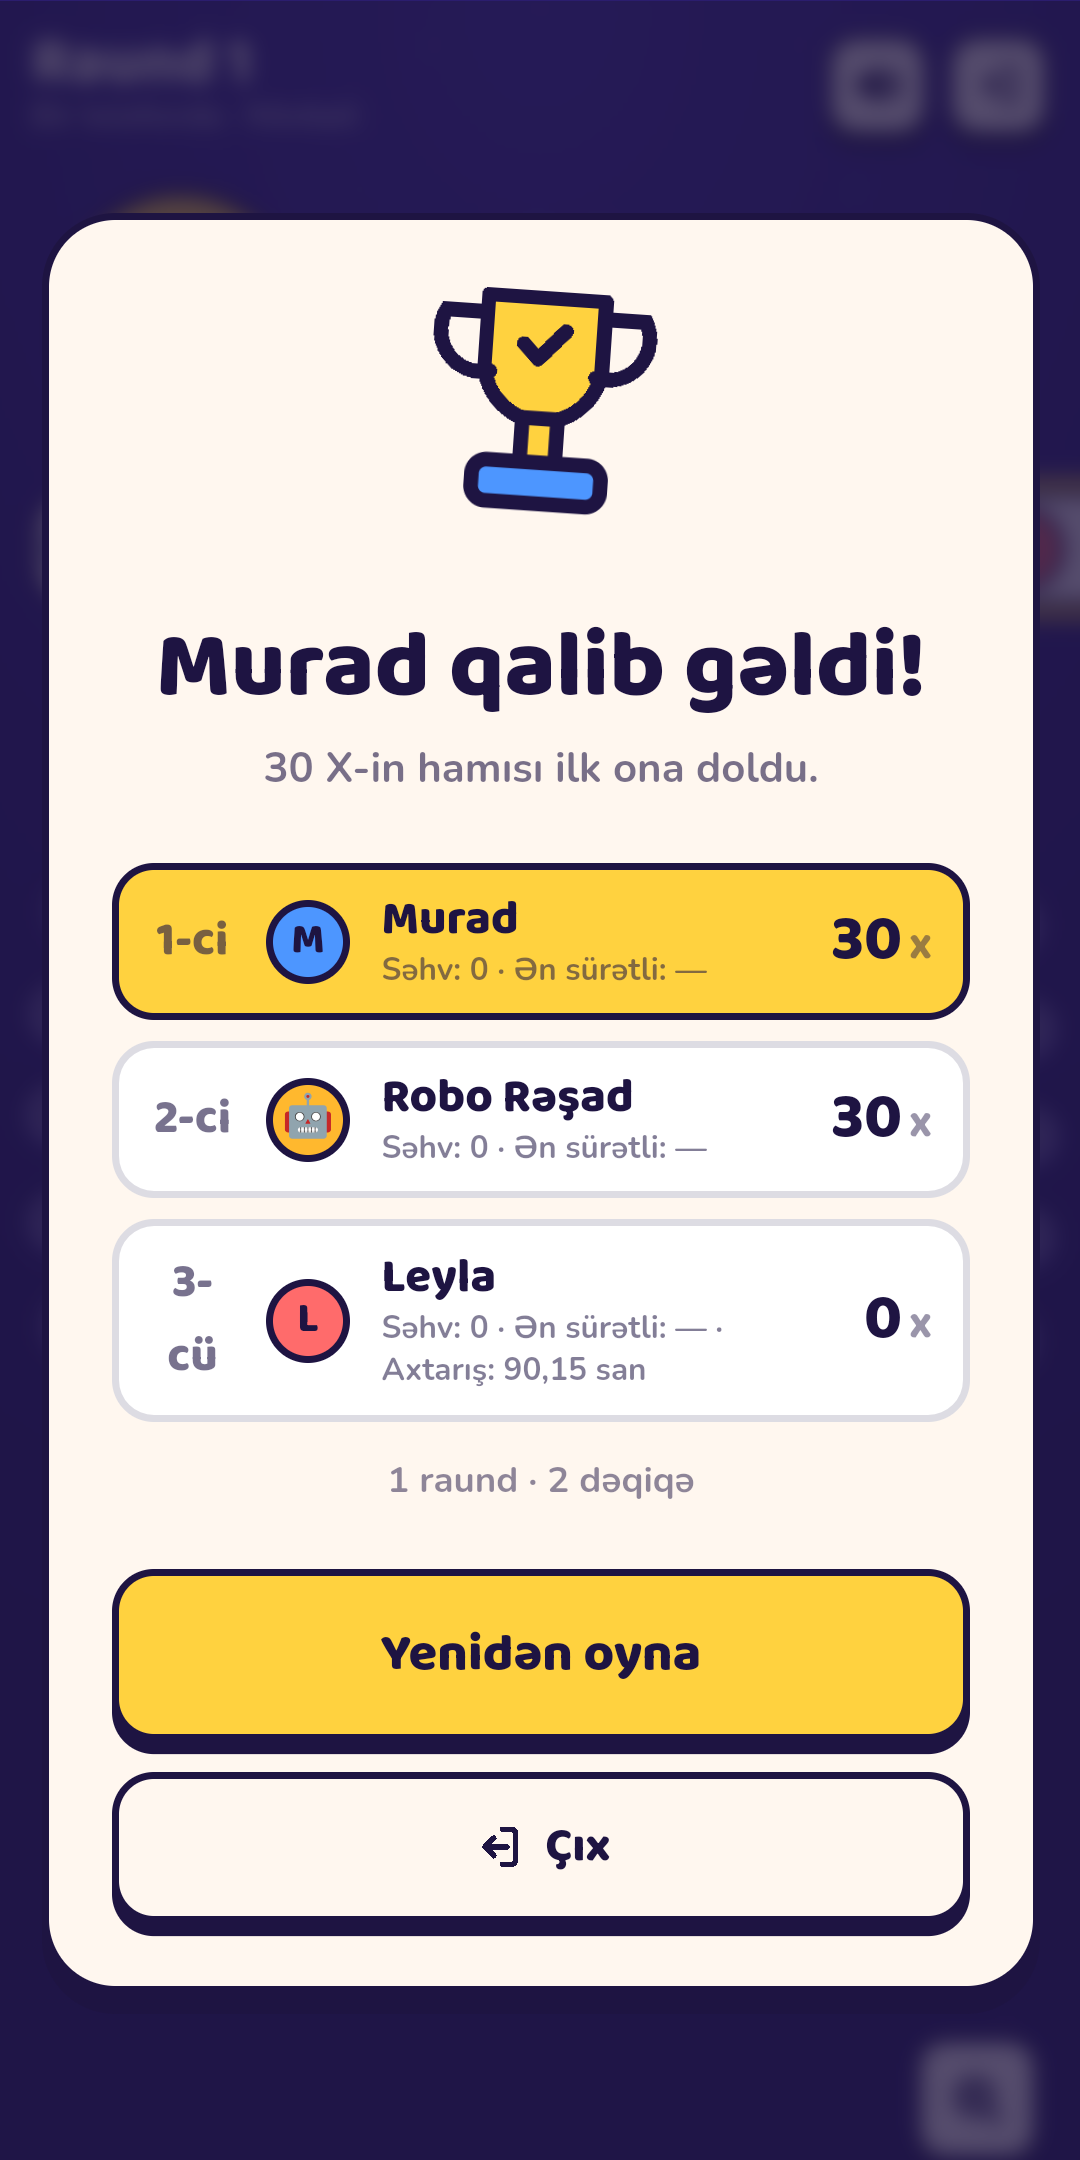 Raund 1
Murad qalib gəldi!
30 X-in hamısı ilk ona doldu.
1-ci
M
Murad
Səhv: 0 · Ən sürətli: —
30 x
2-ci
Robo Rəşad
Səhv: 0 · Ən sürətli: —
30 x
3-
cü
L
Leyla
Səhv: 0 · Ən sürətli: — ·
Axtarış: 90,15 san
0 x
1 raund · 2 dəqiqə
Yenidən oyna
Çıx